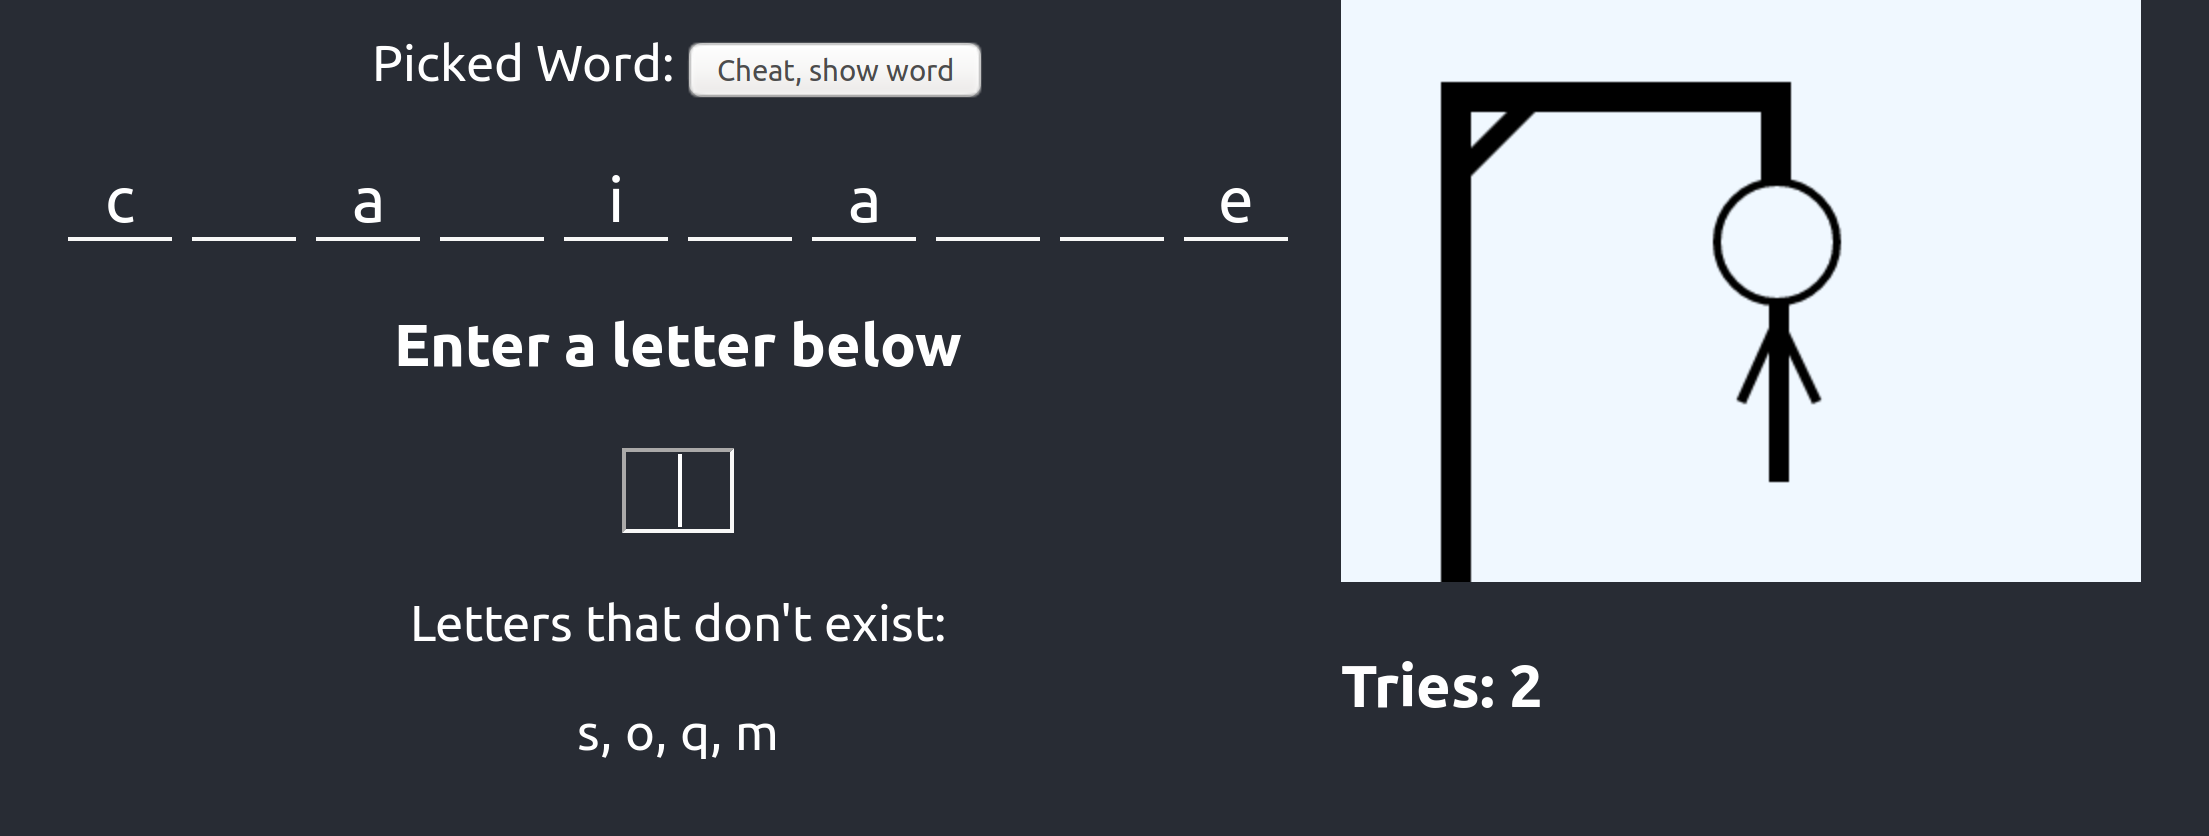 Picked Word: Cheat, show word
c _ a _ i _ a _ _ e
Enter a letter below
Letters that don't exist:
s, o, q, m
Tries: 2